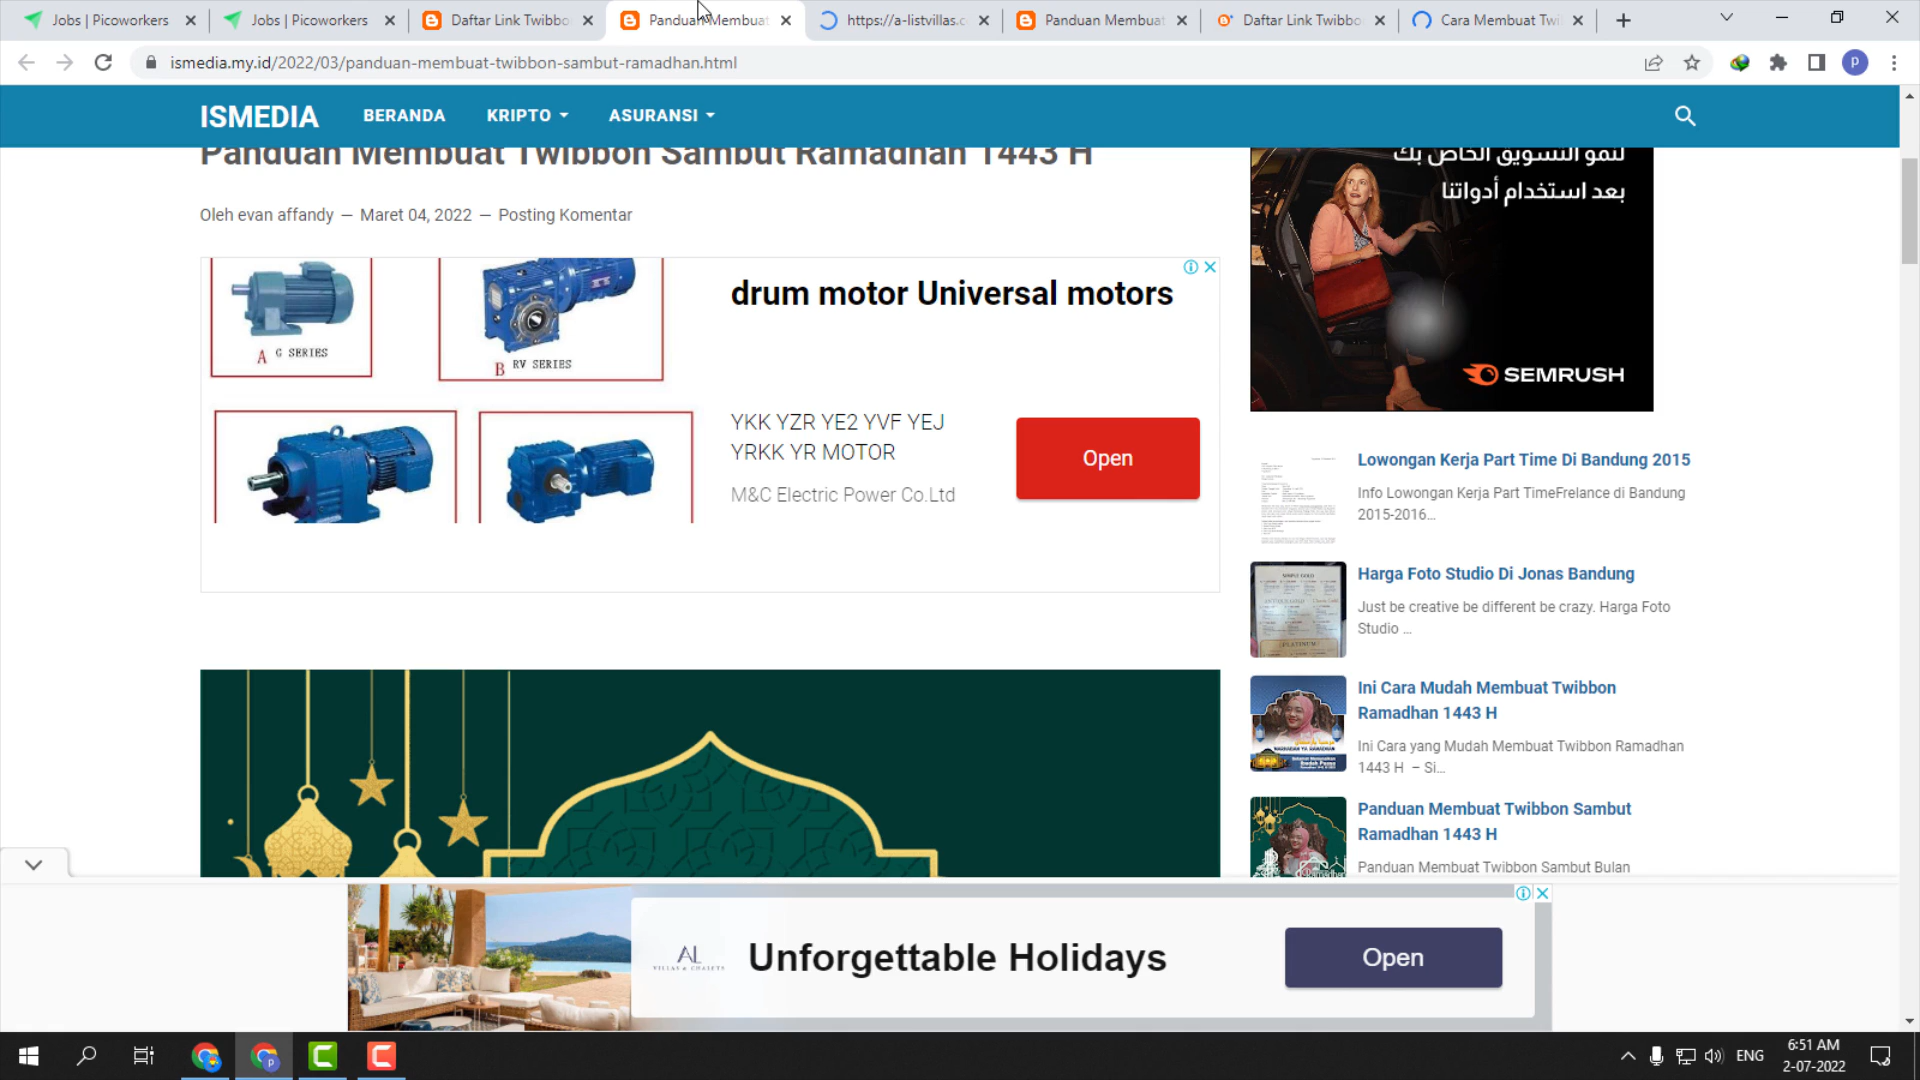 Jobs | Picoworkers
Jobs | Picoworkers
Daftar Link Twibbo
Panduan Membuat
https://a-listvillas.c
Panduan Membuat
Daftar Link Twibbo
Cara Membuat Twi
ismedia.my.id/2022/03/panduan-membuat-twibbon-sambut-ramadhan.html
P
ISMEDIA
BERANDA
KRIPTO
ASURANSI
Panduan Membuat Twibbon Sambut Ramadhan 1443 H
Oleh evan affandy — Maret 04, 2022 — Posting Komentar
A G SERIES
B RV SERIES
drum motor Universal motors
YKK YZR YE2 YVF YEJ
YRKK YR MOTOR
M&C Electric Power Co.Ltd
Open
لنمو التسويق الخاص بك
بعد استخدام أدواتنا
SEMRUSH
Lowongan Kerja Part Time Di Bandung 2015
Info Lowongan Kerja Part TimeFrelance di Bandung
2015-2016...
Harga Foto Studio Di Jonas Bandung
Just be creative be different be crazy. Harga Foto
Studio ...
Ini Cara Mudah Membuat Twibbon
Ramadhan 1443 H
Ini Cara yang Mudah Membuat Twibbon Ramadhan
1443 H – Si...
Panduan Membuat Twibbon Sambut
Ramadhan 1443 H
Panduan Membuat Twibbon Sambut Bulan
AL
VILLAS & CHALETS
Unforgettable Holidays
Open
ENG
6:51 AM
2-07-2022